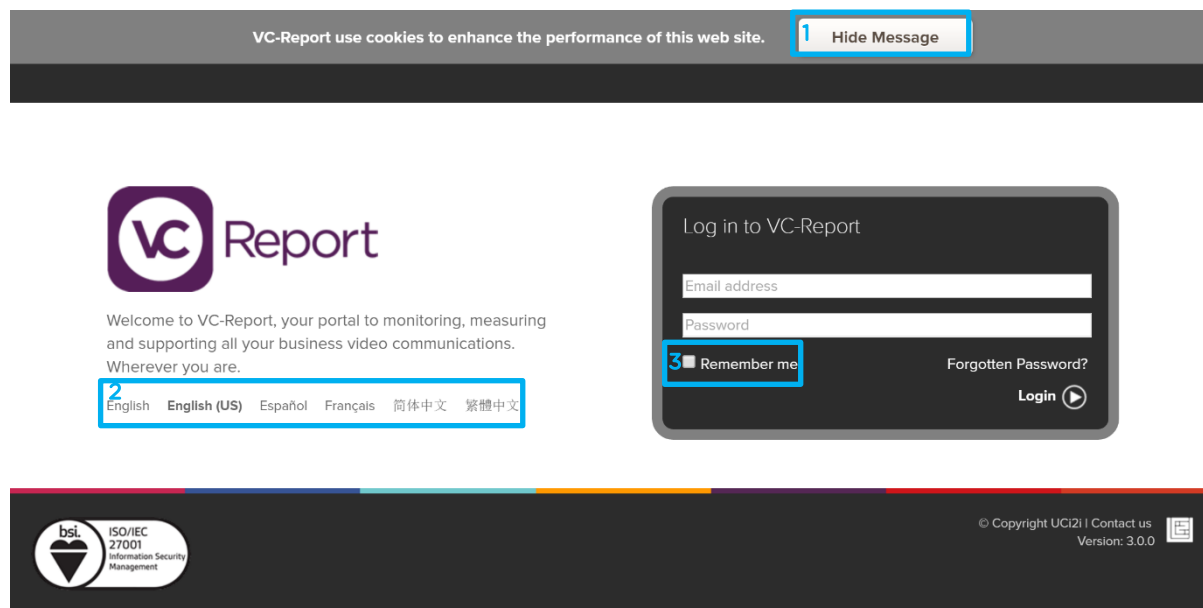 VC-Report use cookies to enhance the performance of this web site.
1 Hide Message
VC Report
Welcome to VC-Report, your portal to monitoring, measuring
and supporting all your business video communications.
Wherever you are.
2
English English (US) Español Français 简体中文 繁體中文
Log in to VC-Report
Email address
Password
3 Remember me
Forgotten Password?
Login
bsi.
ISO/IEC
27001
Information Security
Management
© Copyright UCi2i | Contact us
Version: 3.0.0